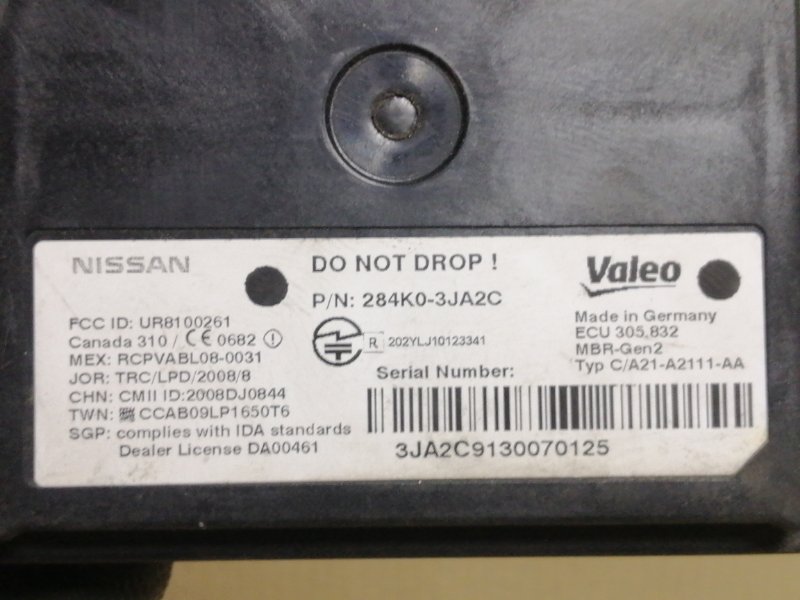 NISSAN
DO NOT DROP !
Valeo
P/N: 284K0-3JA2C
FCC ID: UR8100261
Canada 310 / CE 0682
MEX: RCPVABL08-0031
JOR: TRC/LPD/2008/8
CHN: CMII ID:2008DJ0844
TWN: CCAB09LP1650T6
SGP: complies with IDA standards
Dealer License DA00461
R 202YLJ10123341
Serial Number:
3JA2C9130070125
Made in Germany
ECU 305.832
MBR-Gen2
Typ C/A21-A2111-AA